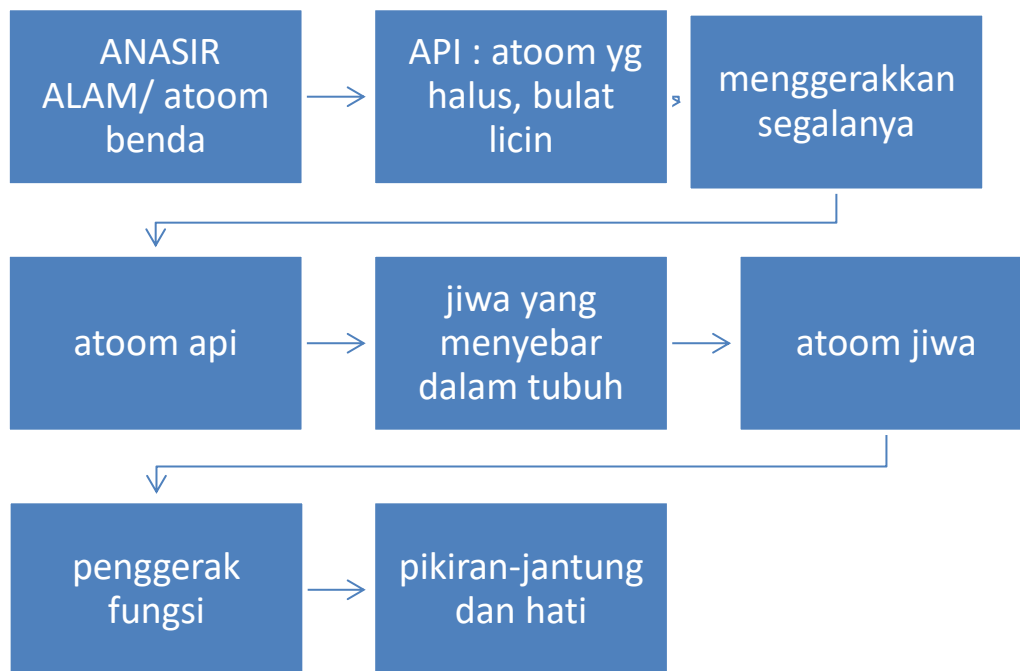 ANASIR
ALAM/ atoom
benda
API : atoom yg
halus, bulat
licin
menggerakkan
segalanya
atoom api
jiwa yang
menyebar
dalam tubuh
atoom jiwa
penggerak
fungsi
pikiran-jantung
dan hati